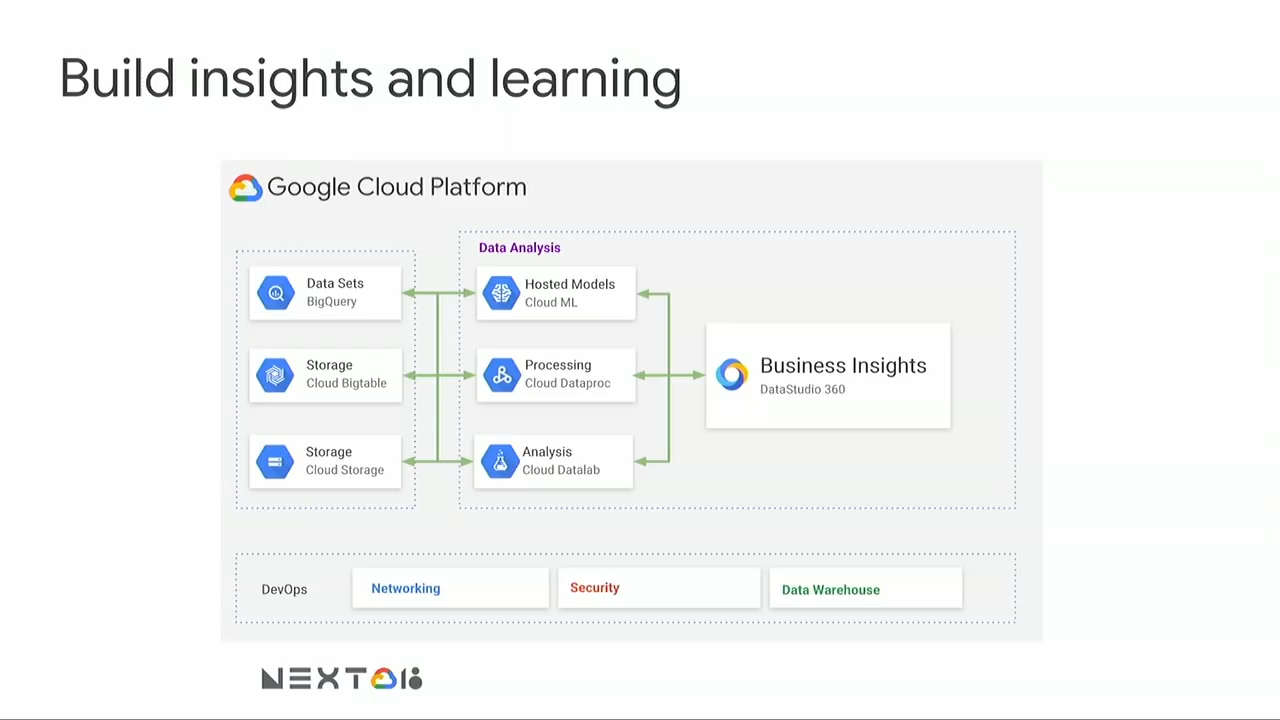 Build insights and learning
Google Cloud Platform
Data Sets
BigQuery
Storage
Cloud Bigtable
Storage
Cloud Storage
Data Analysis
Hosted Models
Cloud ML
Processing
Cloud Dataproc
Analysis
Cloud Datalab
Business Insights
DataStudio 360
DevOps
Networking
Security
Data Warehouse
NEXT18